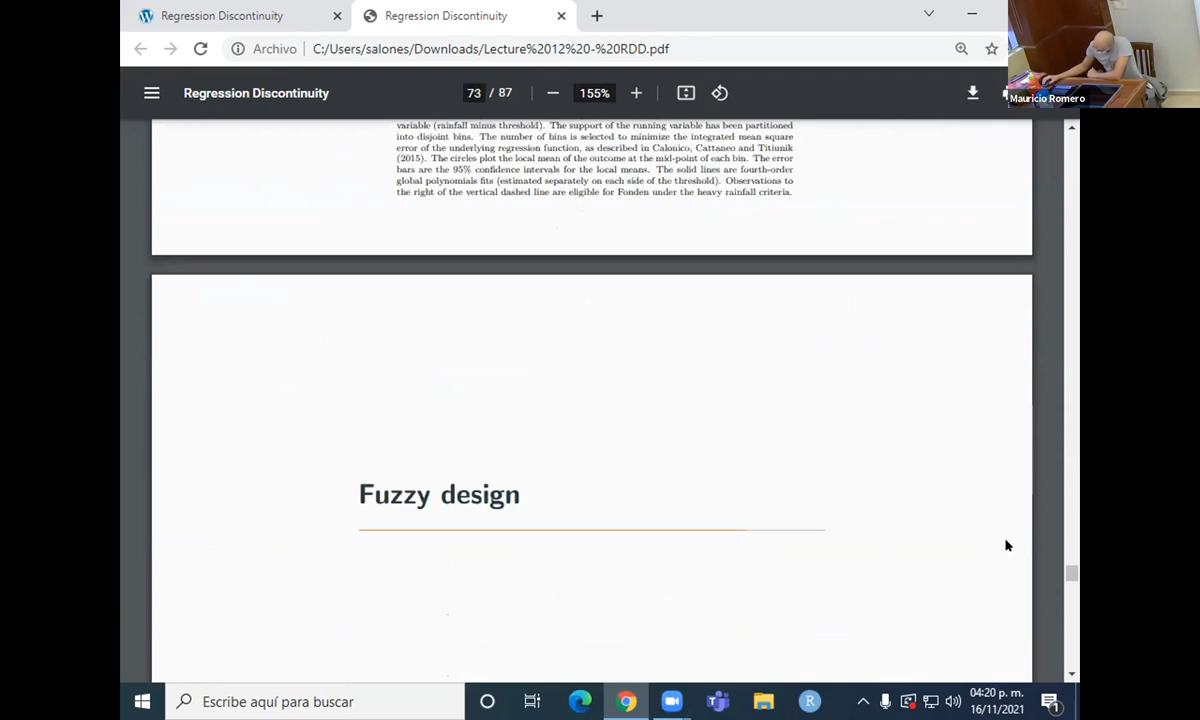 Regression Discontinuity
Regression Discontinuity
Archivo
C:/Users/salones/Downloads/Lecture%2012%20-%20RDD.pdf
Mauricio Romero
Regression Discontinuity
73 / 87
155%
variable (rainfall minus threshold). The support of the running variable has been partitioned
into disjoint bins. The number of bins is selected to minimize the integrated mean square
error of the underlying regression function, as described in Calonico, Cattaneo and Titiunik
(2015). The circles plot the local mean of the outcome at the mid-point of each bin. The error
bars are the 95% confidence intervals for the local means. The solid lines are fourth-order
global polynomials fits (estimated separately on each side of the threshold). Observations to
the right of the vertical dashed line are eligible for Fonden under the heavy rainfall criteria.
Fuzzy design
Escribe aquí para buscar
R
04:20 p. m.
16/11/2021
1